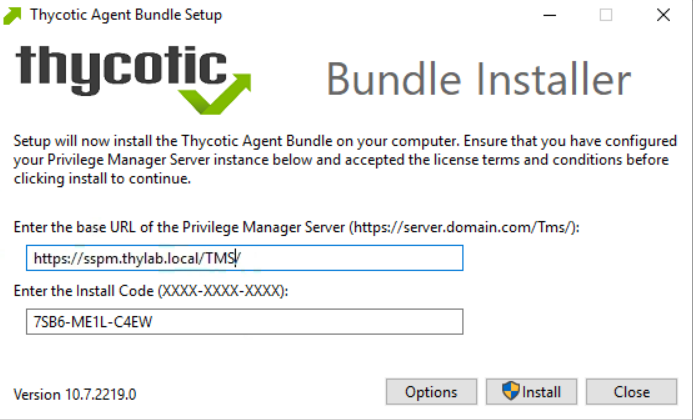 Thycotic Agent Bundle Setup
thycotic
Bundle Installer
Setup will now install the Thycotic Agent Bundle on your computer. Ensure that you have configured
your Privilege Manager Server instance below and accepted the license terms and conditions before
clicking install to continue.
Enter the base URL of the Privilege Manager Server (https://server.domain.com/Tms/):
https://sspm.thylab.local/TMS/
Enter the Install Code (XXXX-XXXX-XXXX):
7SB6-ME1L-C4EW
Version 10.7.2219.0
Options
Install
Close